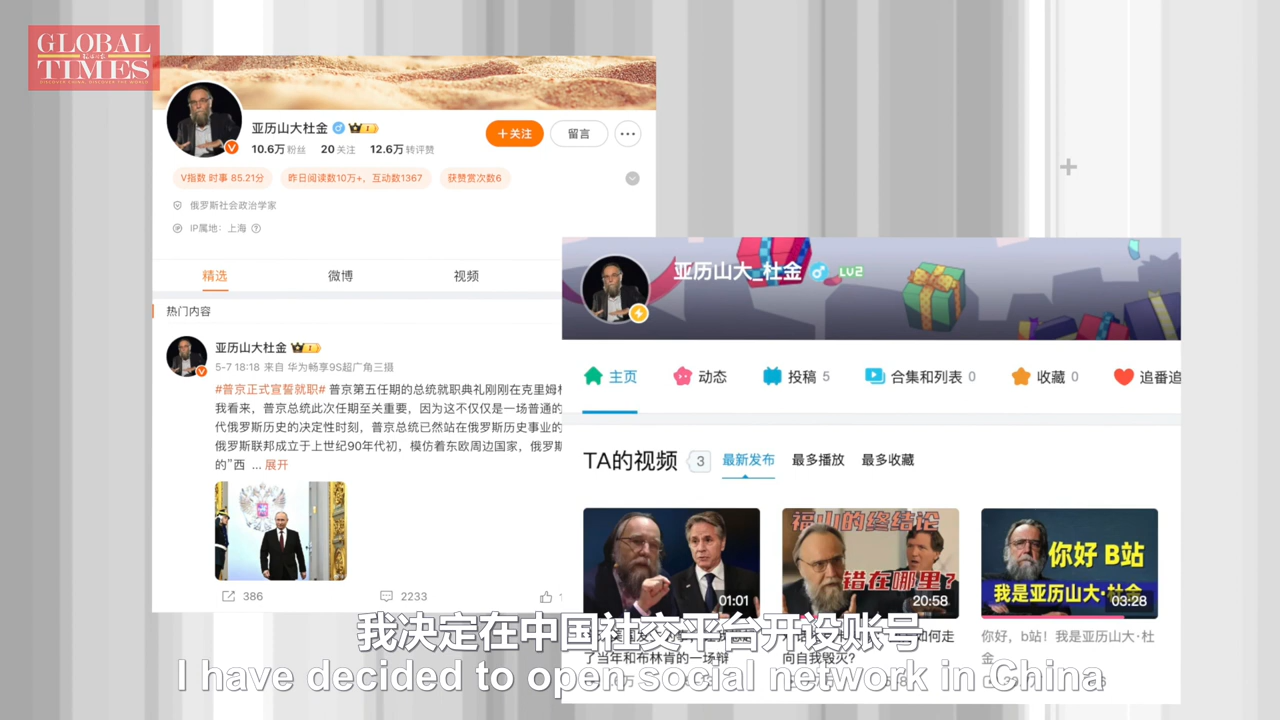 GLOBAL
TIMES
DISCOVER CHINA, DISCOVER THE WORLD
亚历山大杜金
10.6万粉丝 20关注 12.6万转评赞
+关注
留言
V指数 时事 85.21分
昨日阅读数10万+，互动数1367
获赞赏次数6
俄罗斯社会政治学家
IP属地：上海
精选
微博
视频
热门内容
亚历山大杜金
5-7 18:18 来自 华为畅享9S超广角三摄
#普京正式宣誓就职# 普京第五任期的总统就职典礼刚刚在克里姆林
我看来，普京总统此次任期至关重要，因为这不仅仅是一场普通的
代俄罗斯历史的决定性时刻，普京总统已然站在俄罗斯历史事业的
俄罗斯联邦成立于上世纪90年代初，模仿着东欧周边国家，俄罗斯
的"西 ... 展开
386
2233
亚历山大_杜金
LV2
主页
动态
投稿 5
合集和列表 0
收藏 0
追番追
TA的视频
3
最新发布
最多播放
最多收藏
01:01
福山的终结论
错在哪里?
20:58
你好 B站
我是亚历山大·杜金
03:28
了当年和布林肯的一场辩
如何走
向自我毁灭?
你好，b站！我是亚历山大·杜
金
我决定在中国社交平台开设账号
I have decided to open social network in China